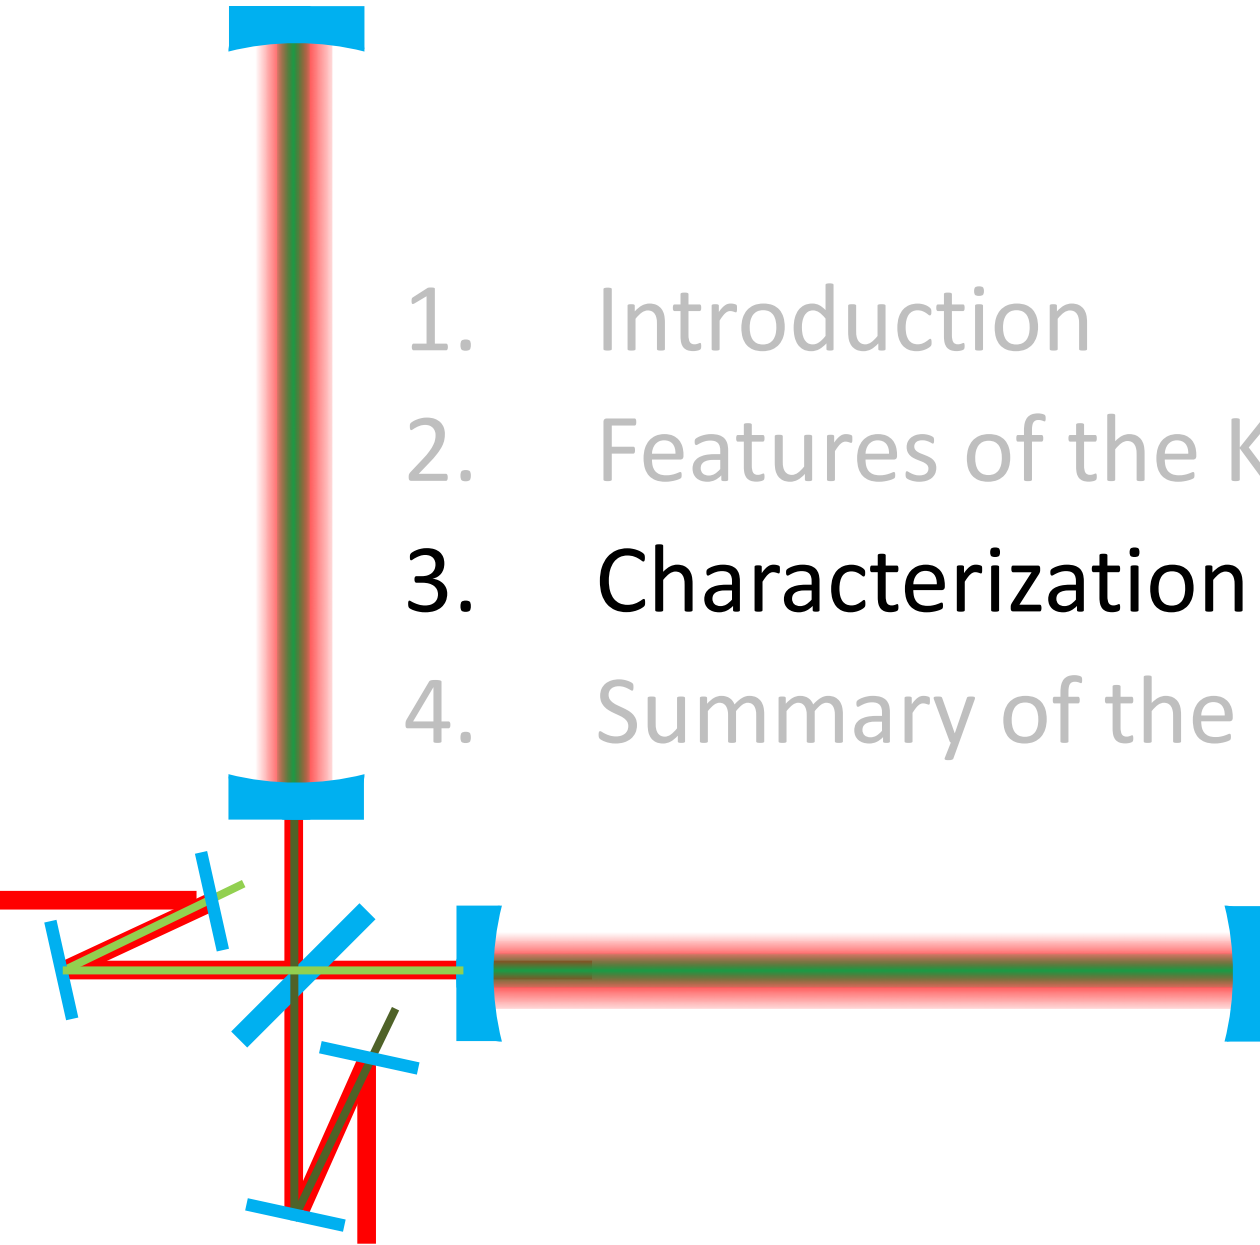 1. Introduction
2. Features of the K
3. Characterization
4. Summary of the